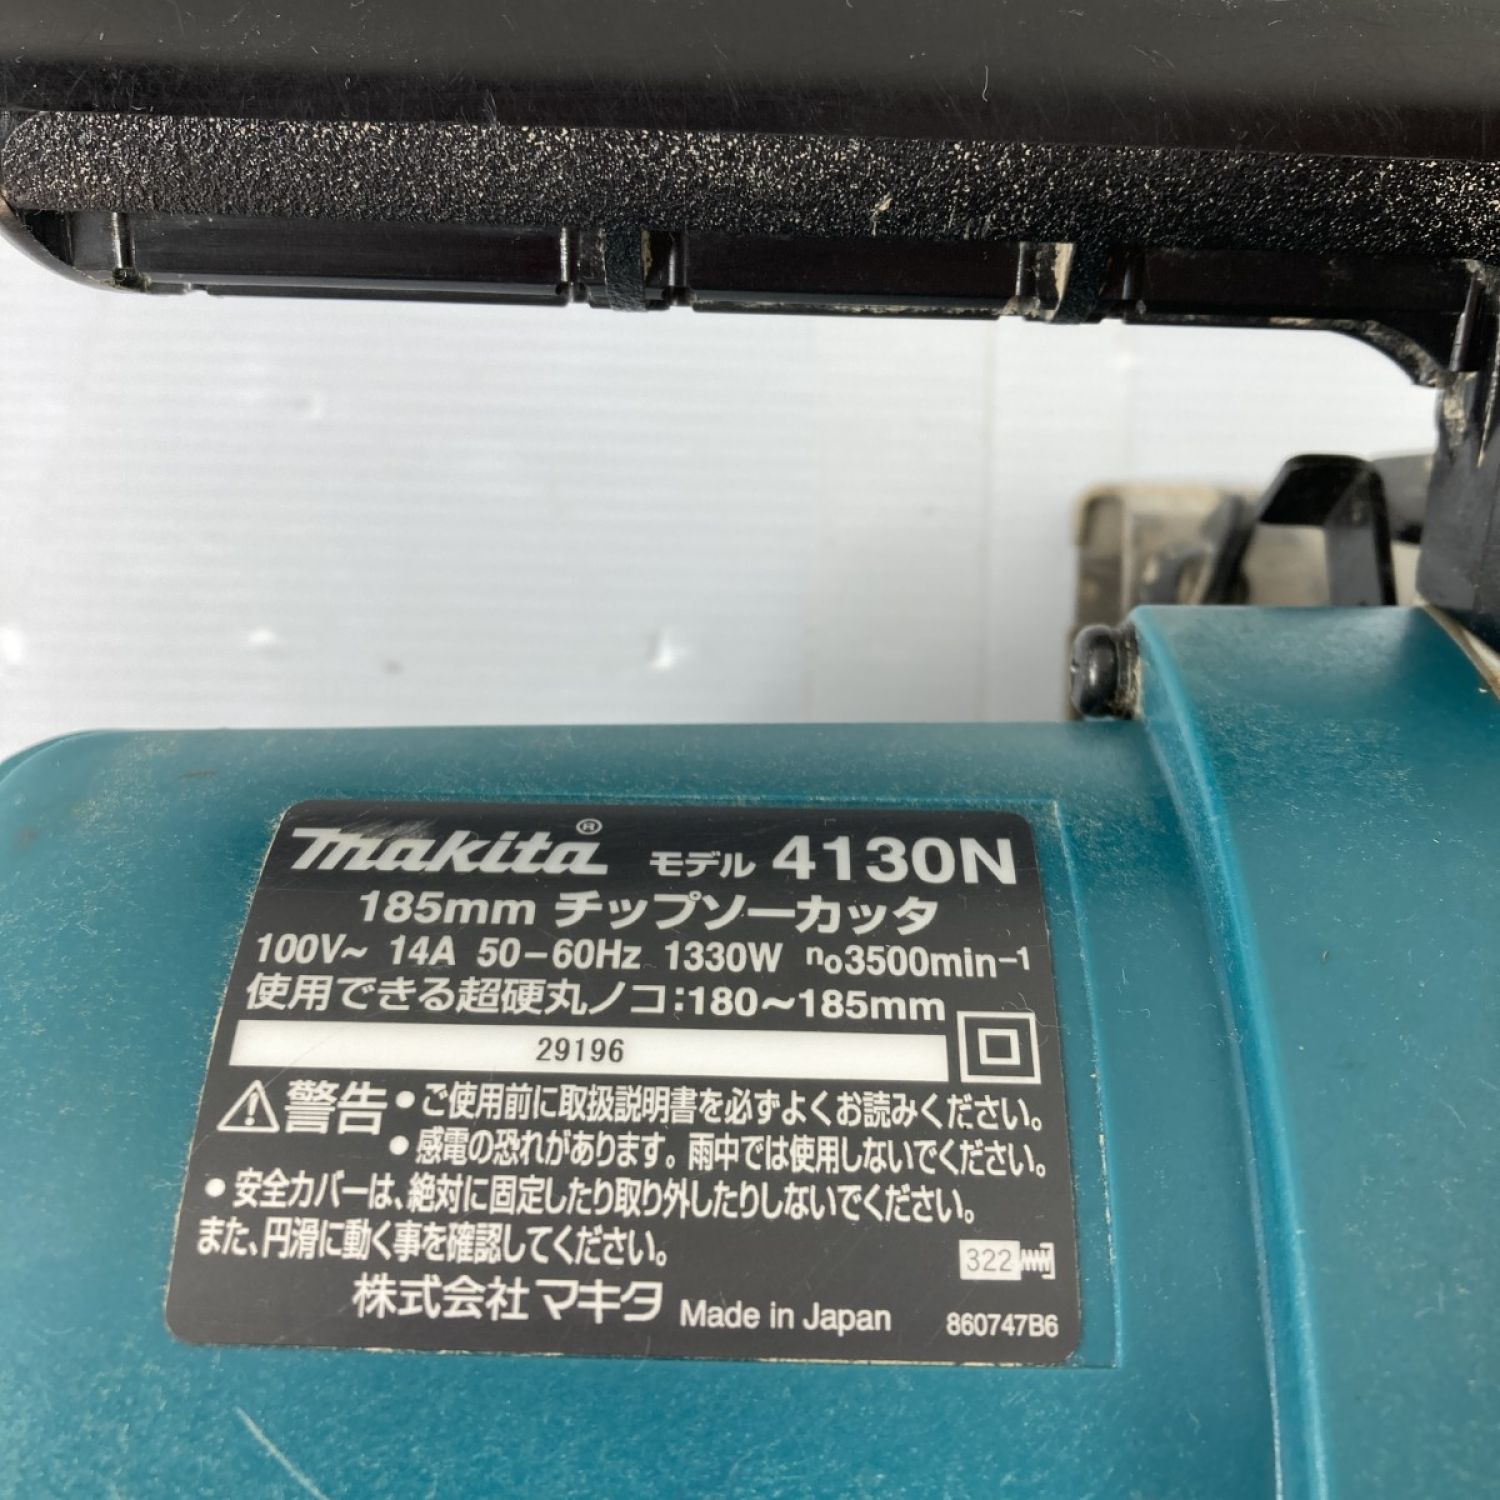 makita® モデル 4130N
185mm チップソーカッタ
100V~ 14A 50-60Hz 1330W no3500min-1
使用できる超硬丸ノコ:180~185mm
29196
警告 ●ご使用前に取扱説明書を必ずよくお読みください。
●感電の恐れがあります。雨中では使用しないでください。
●安全カバーは、絶対に固定したり取り外したりしないでください。
また、円滑に動く事を確認してください。
322
株式会社マキタ Made in Japan 860747B6